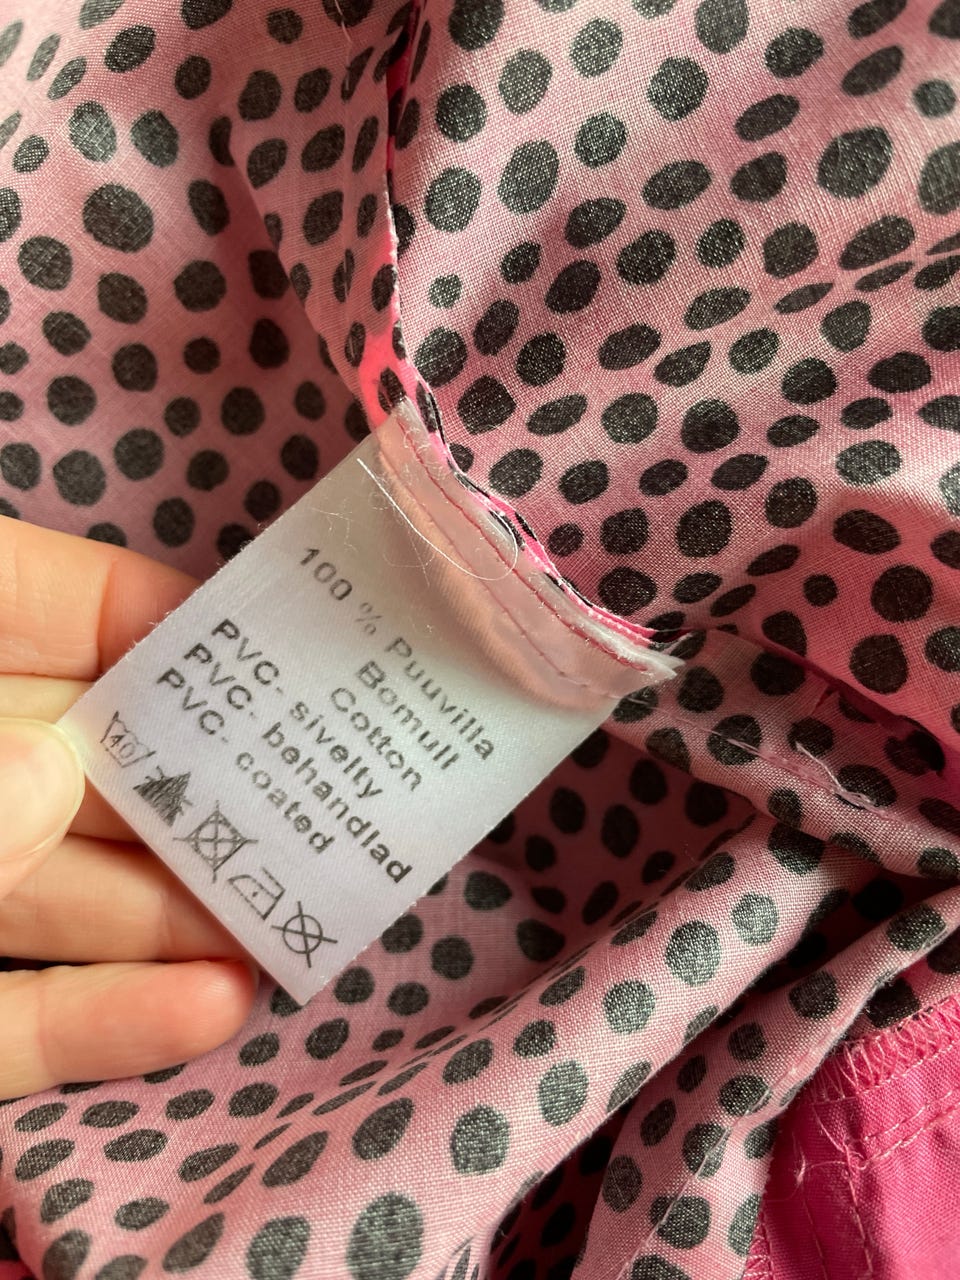 100 % Puuvilla
Bomull
Cotton
PVC- sivelty
PVC- behandlad
PVC- coated
40